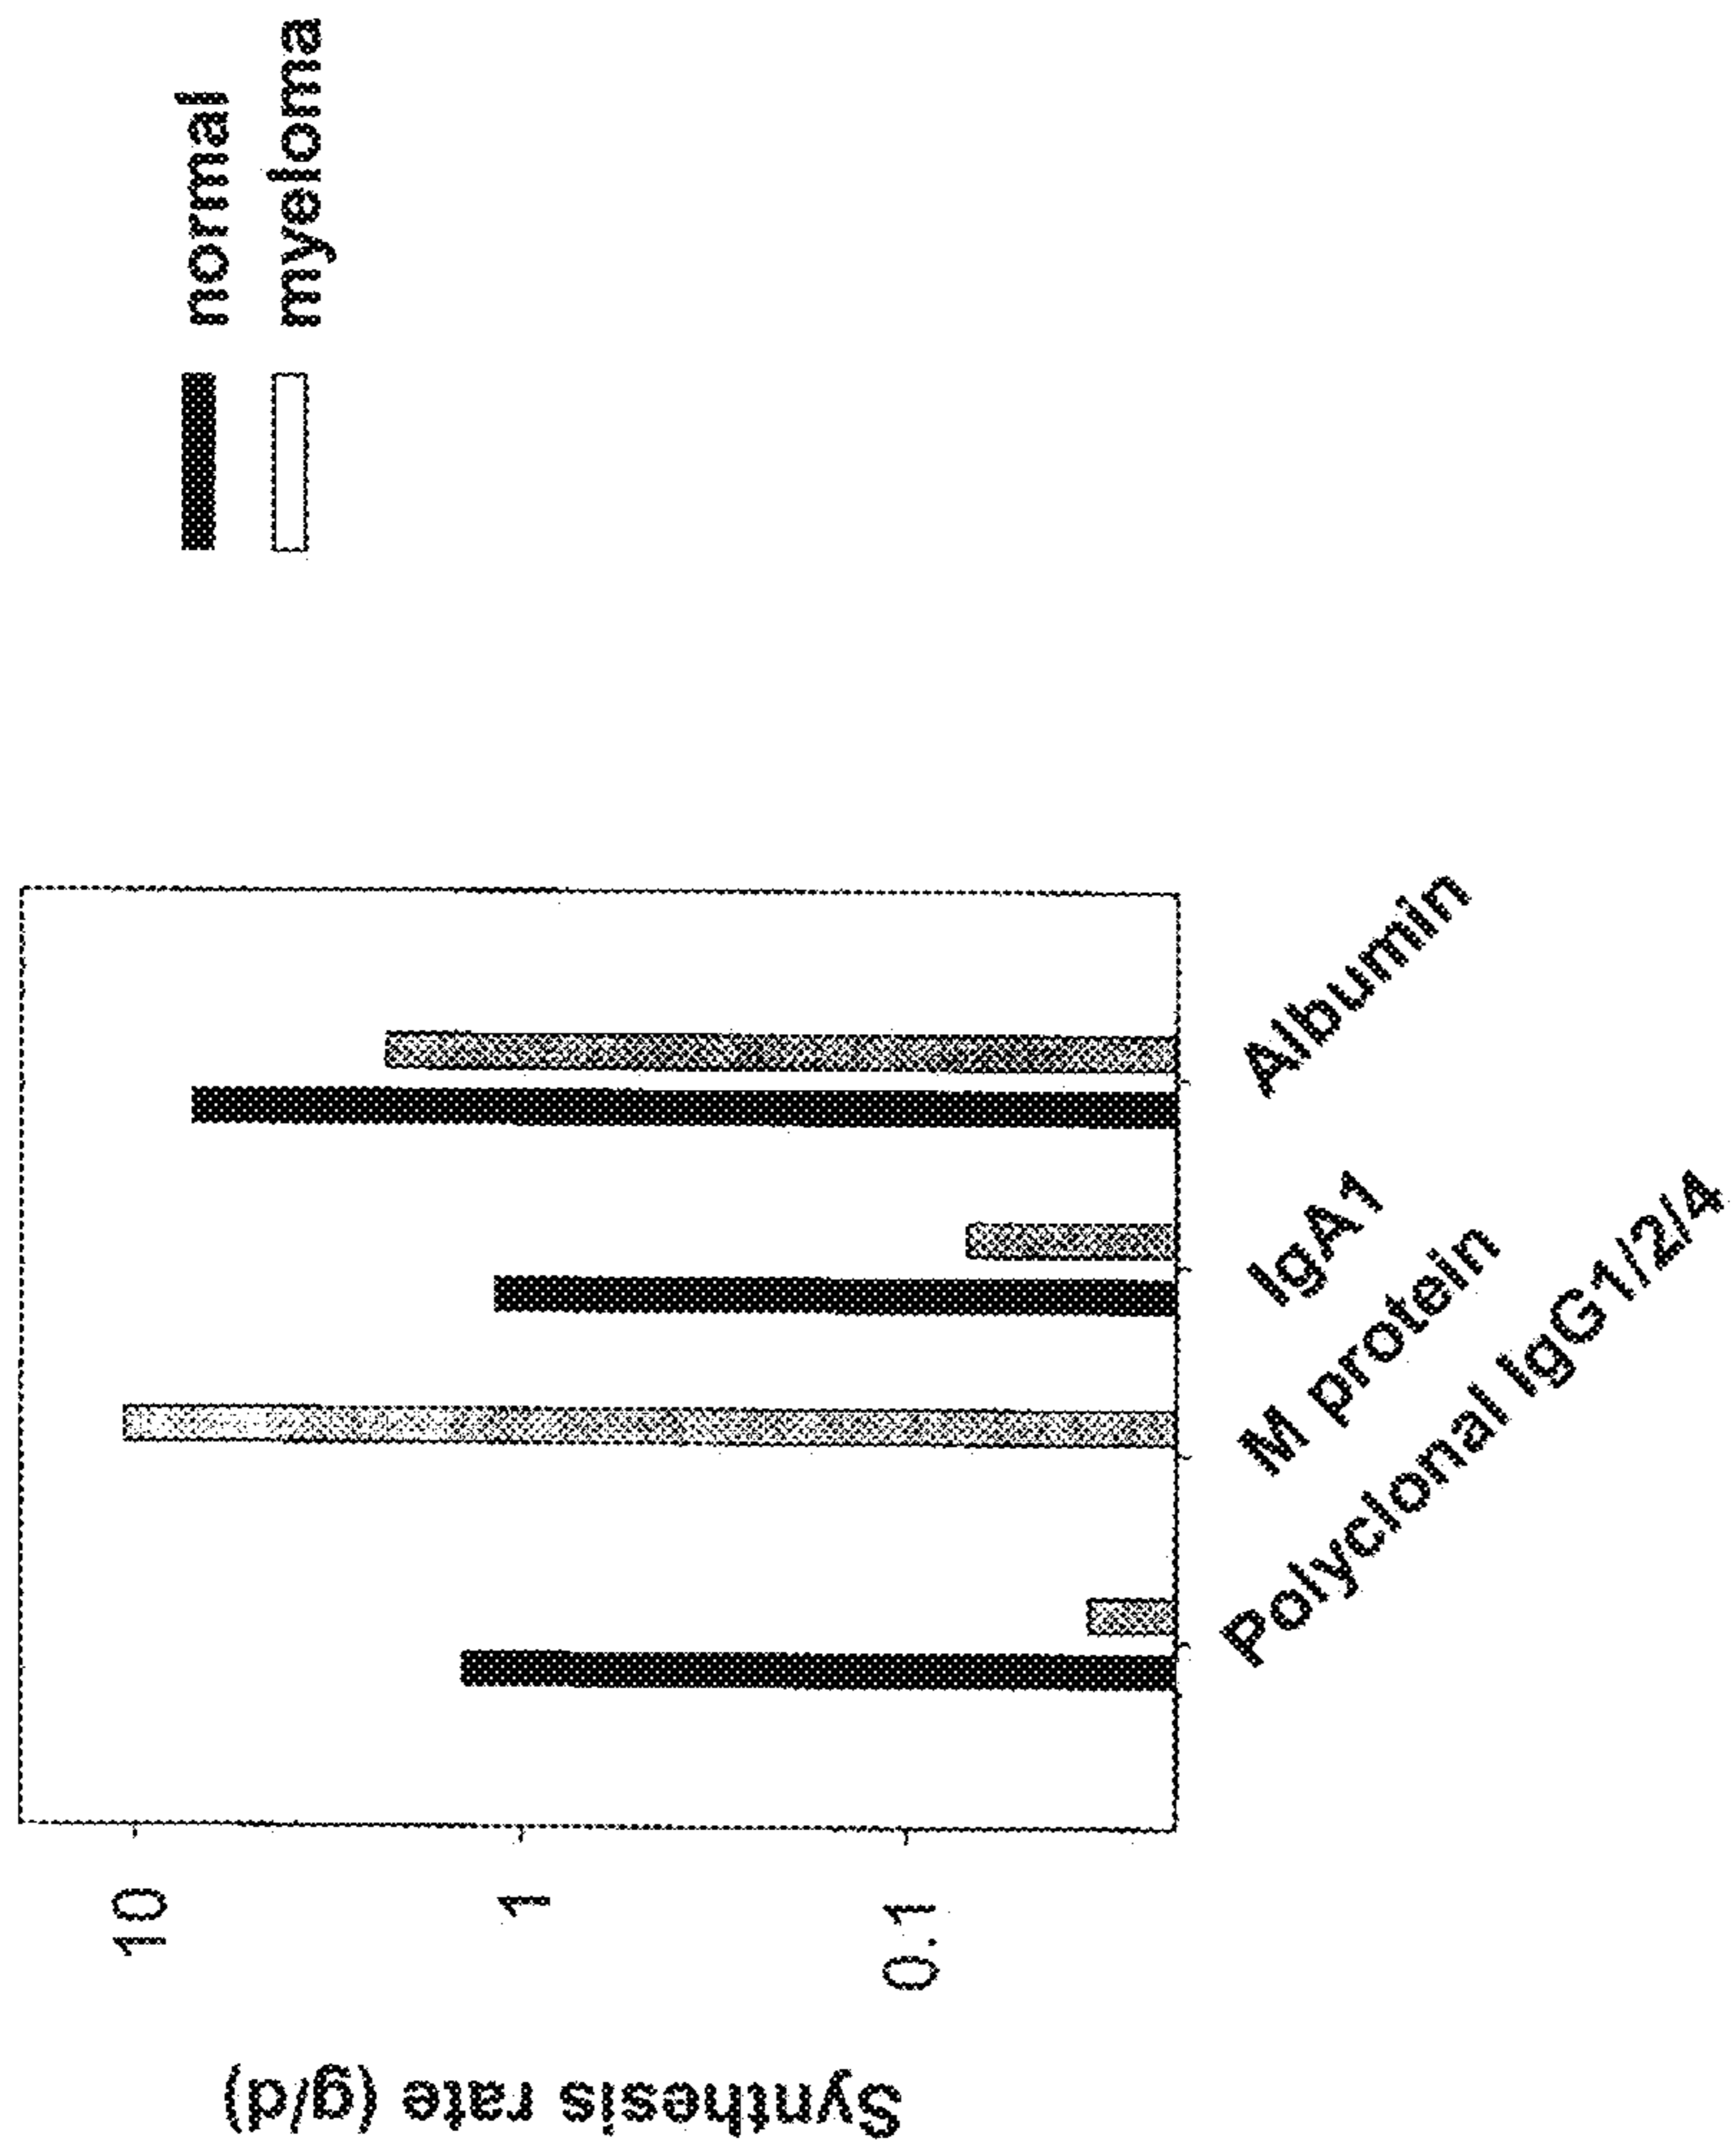 normal
myeloma
10
1
0.1
Synthesis rate (g/d)
Polyclonal IgG1/2/4
M protein
IgA1
Albumin